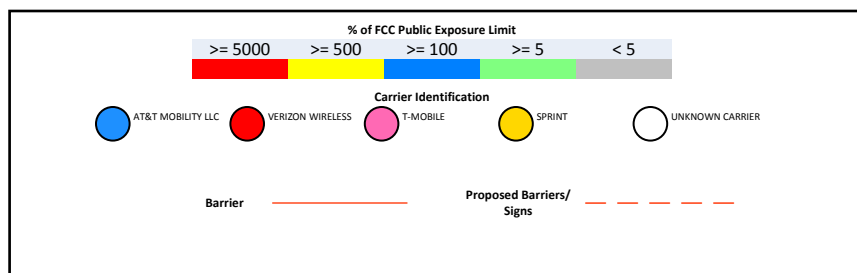 % of FCC Public Exposure Limit
>= 5000 >= 500 >= 100 >= 5 < 5
Carrier Identification
AT&T MOBILITY LLC VERIZON WIRELESS T-MOBILE SPRINT UNKNOWN CARRIER
Barrier Proposed Barriers/
Signs